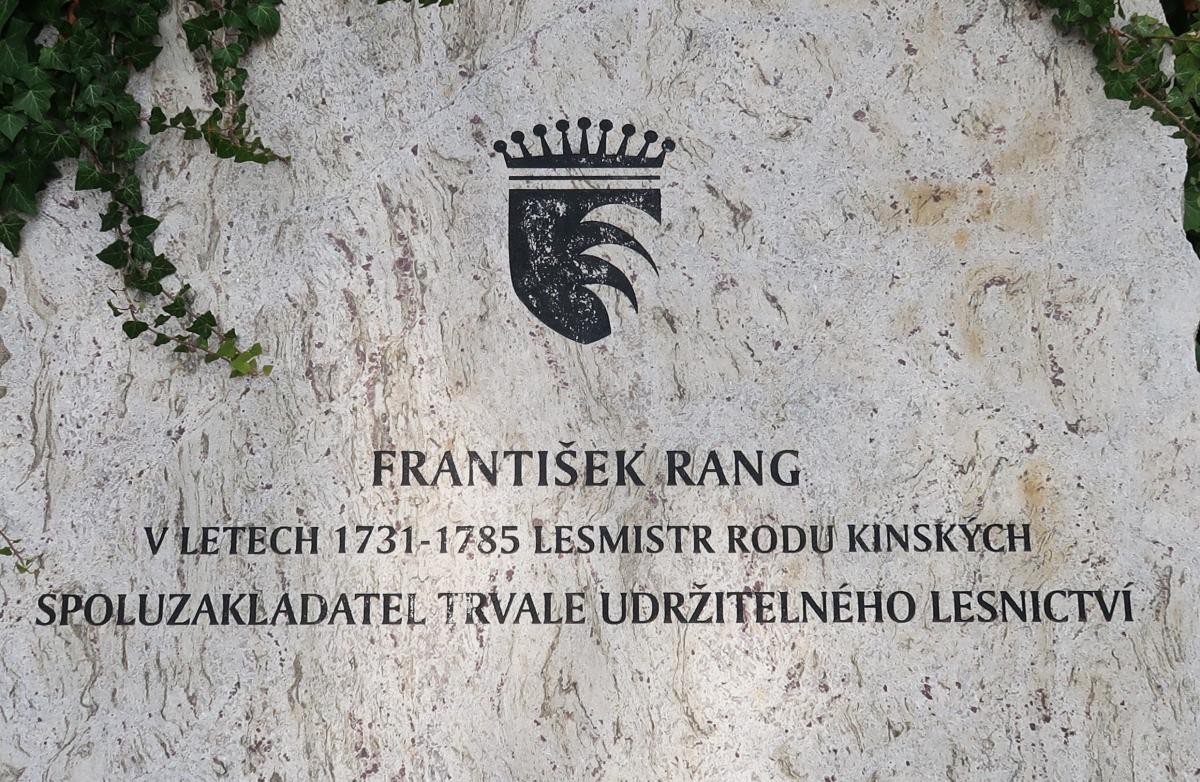 FRANTIŠEK RANG
V LETECH 1731-1785 LESMISTR RODU KINSKÝCH
SPOLUZAKLADATEL TRVALE UDRŽITELNÉHO LESNICTVÍ